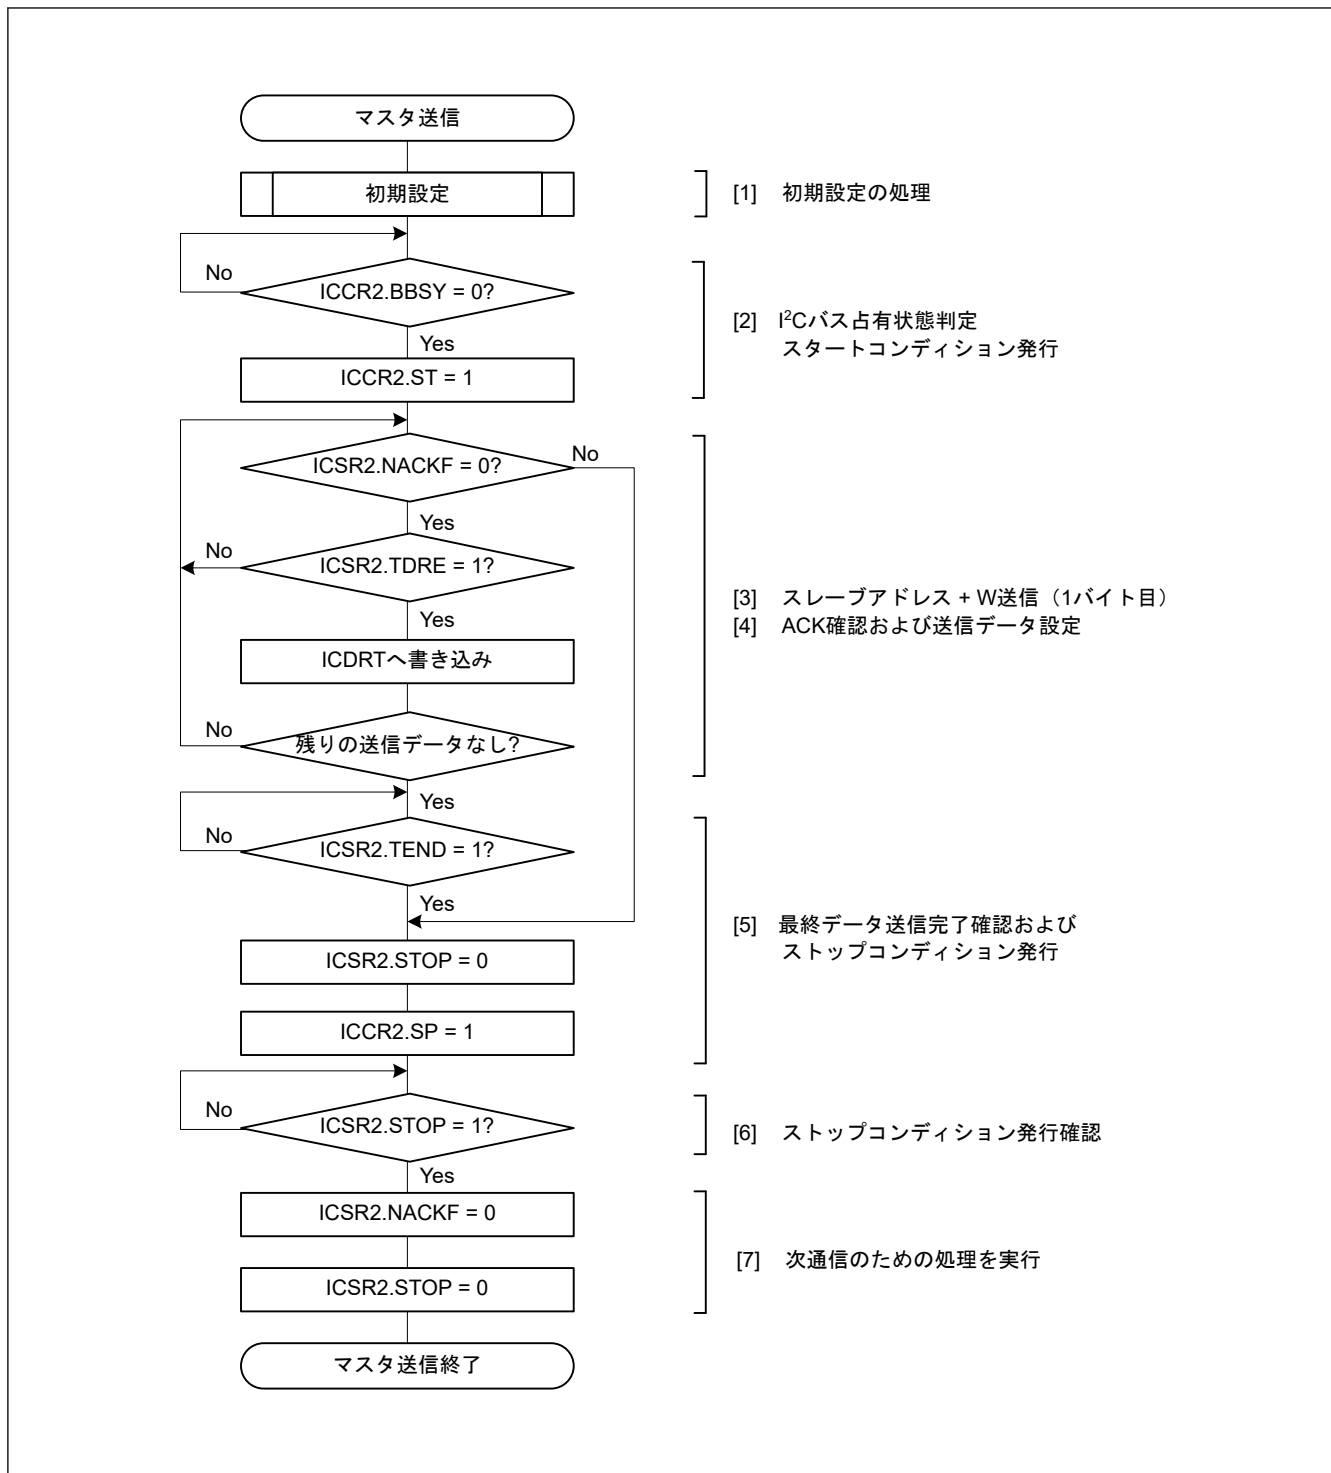 マスタ送信
初期設定
[1] 初期設定の処理
No
ICCR2.BBSY = 0?
[2] I²Cバス占有状態判定
スタートコンディション発行
Yes
ICCR2.ST = 1
ICSR2.NACKF = 0?
No
Yes
No
ICSR2.TDRE = 1?
[3] スレーブアドレス + W送信（1バイト目）
[4] ACK確認および送信データ設定
Yes
ICDRTへ書き込み
No
残りの送信データなし?
Yes
No
ICSR2.TEND = 1?
Yes
[5] 最終データ送信完了確認および
ストップコンディション発行
ICSR2.STOP = 0
ICCR2.SP = 1
No
ICSR2.STOP = 1?
[6] ストップコンディション発行確認
Yes
ICSR2.NACKF = 0
[7] 次通信のための処理を実行
ICSR2.STOP = 0
マスタ送信終了